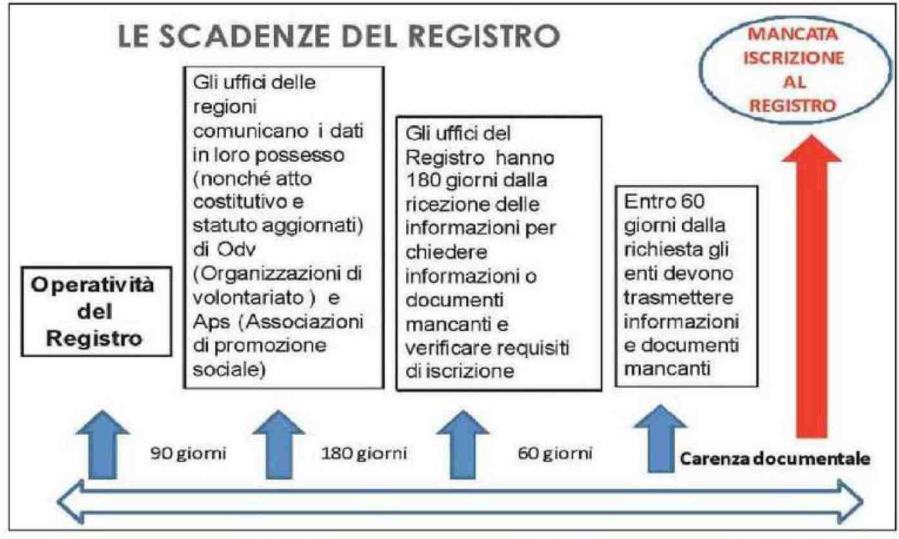 LE SCADENZE DEL REGISTRO
MANCATA
ISCRIZIONE
AL
REGISTRO
Operatività
del
Registro
Gli uffici delle
regioni
comunicano i dati
in loro possesso
(nonché atto
costitutivo e
statuto aggiornati)
di Odv
(Organizzazioni di
volontariato ) e
Aps (Associazioni
di promozione
sociale)
Gli uffici del
Registro hanno
180 giorni dalla
ricezione delle
informazioni per
chiedere
informazioni o
documenti
mancanti e
verificare requisiti
di iscrizione
Entro 60
giorni dalla
richiesta gli
enti devono
trasmettere
informazioni
e documenti
mancanti
90 giorni
180 giorni
60 giorni
Carenza documentale